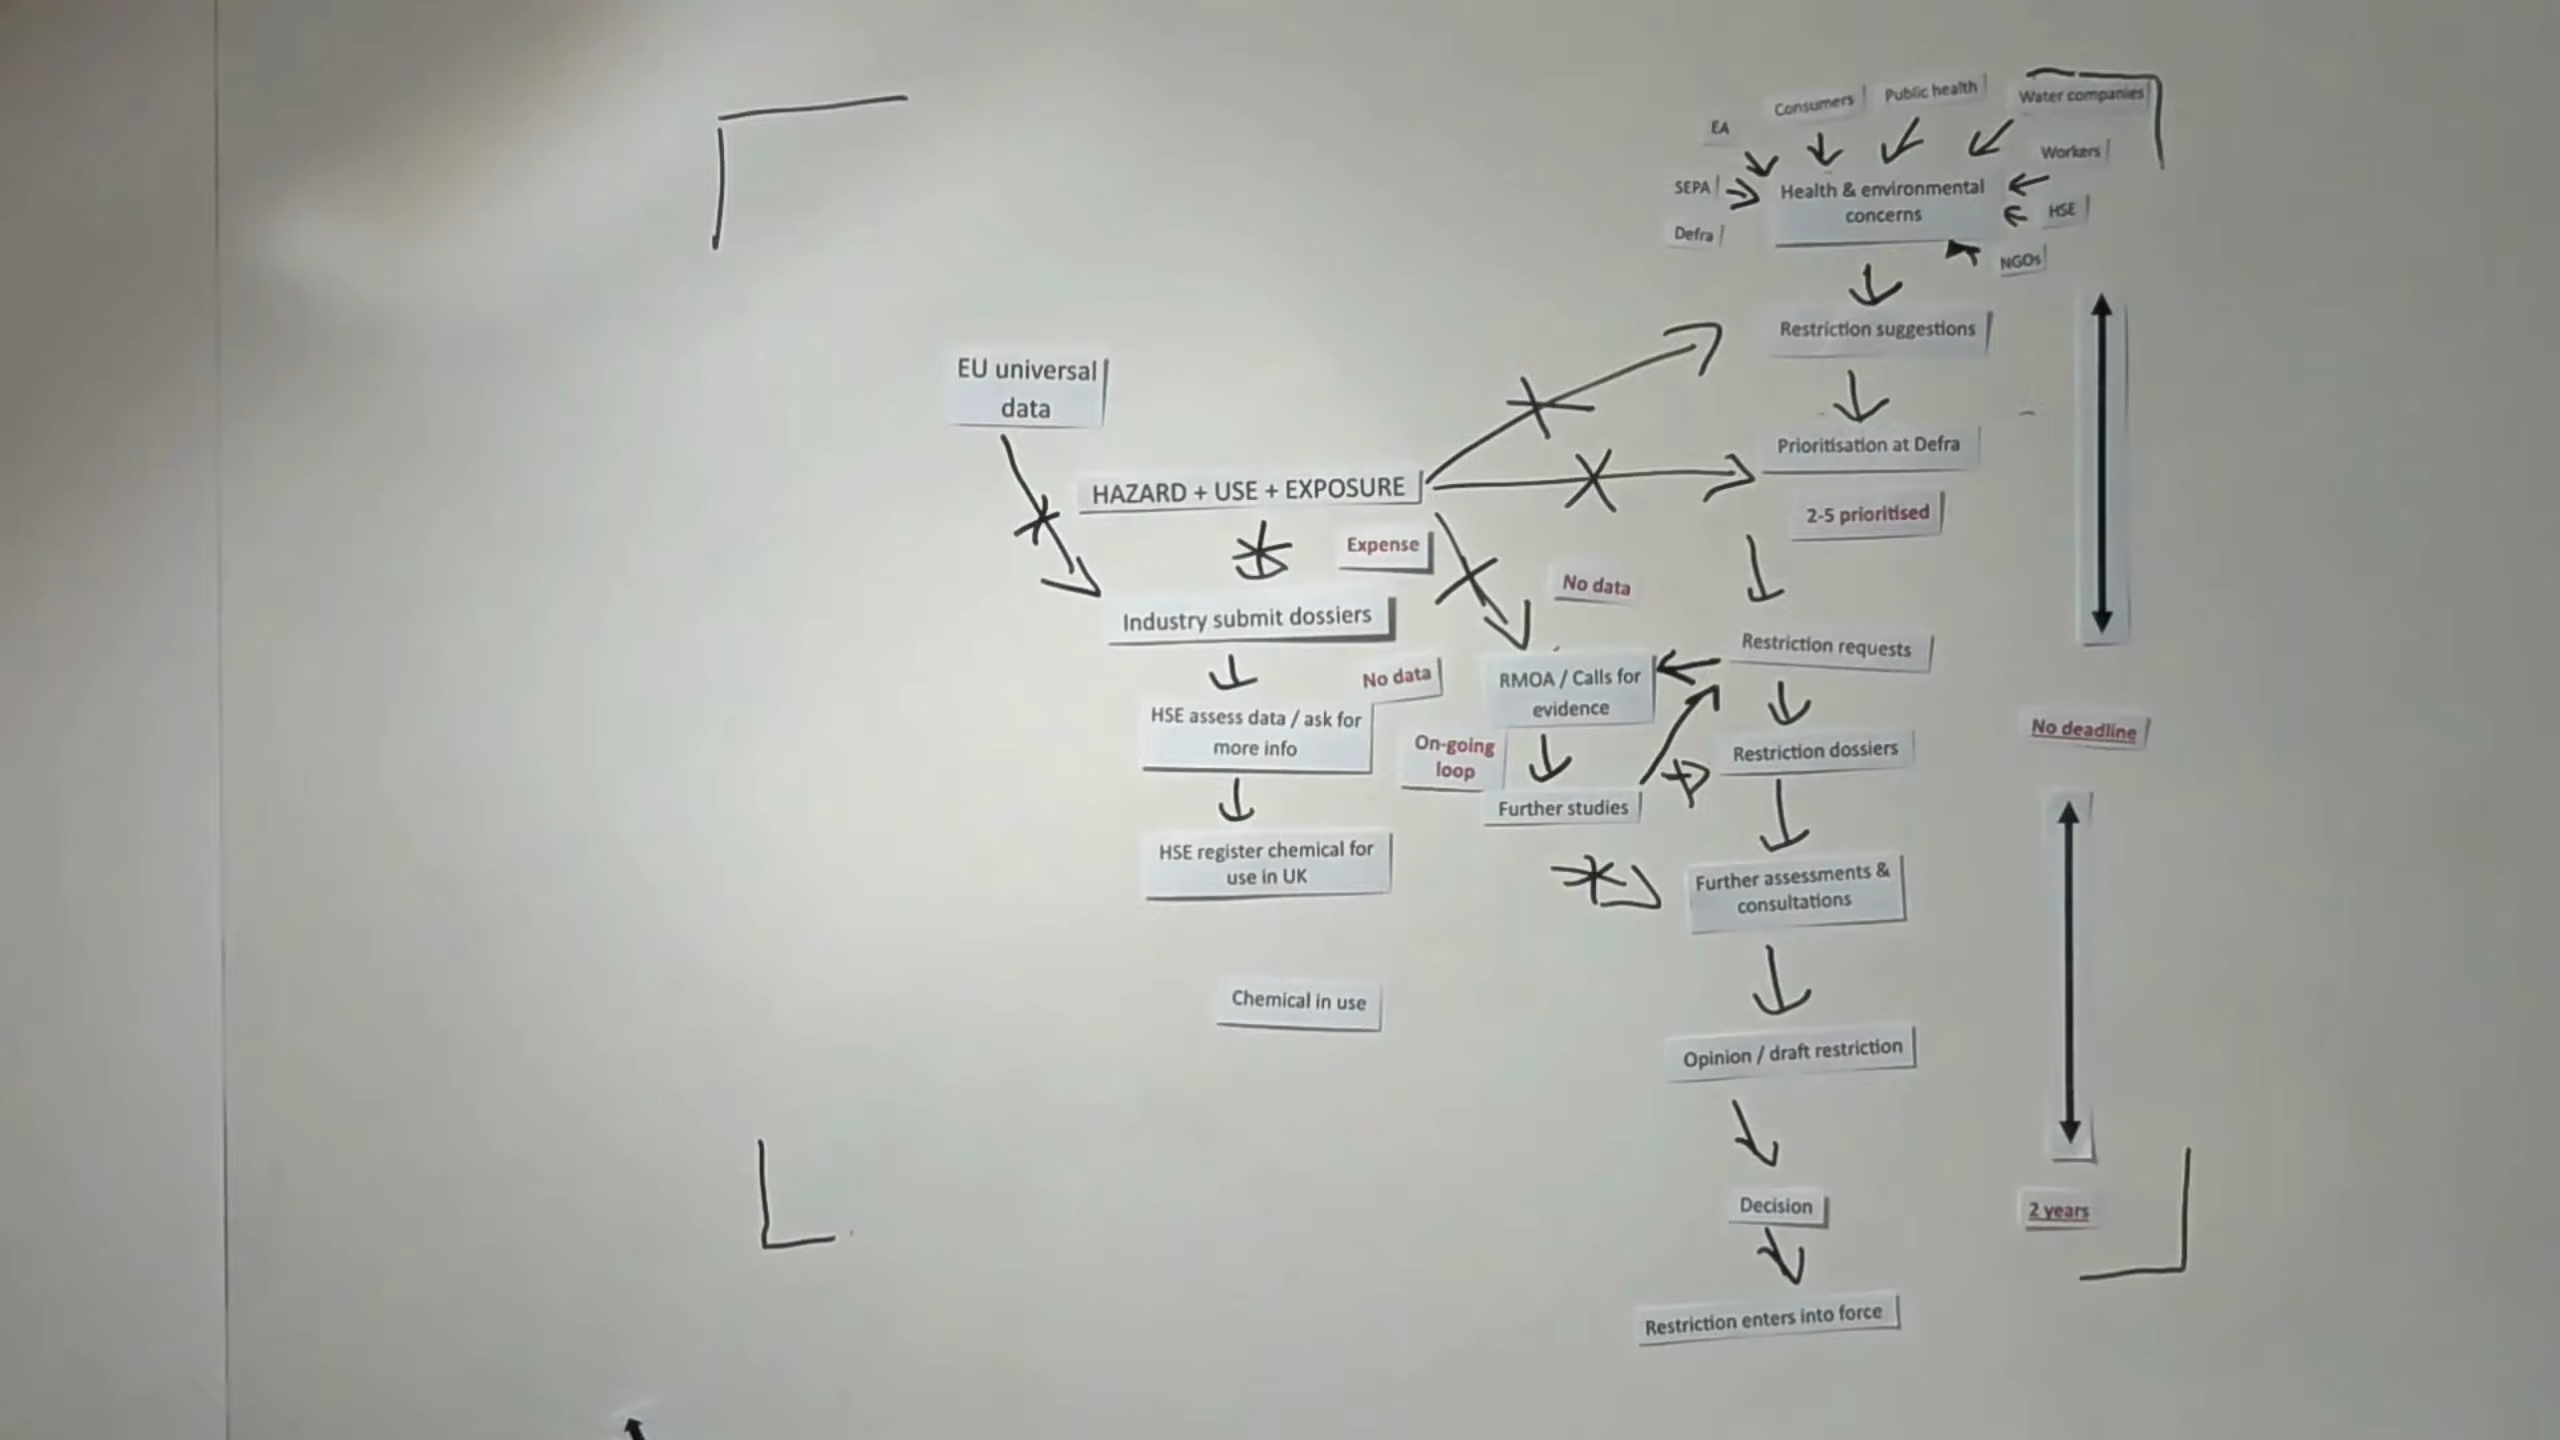 Consumers
Public health
Water companies
EA
Workers
SEPA
Health & environmental
concerns
HSE
Defra
NGOs
Restriction suggestions
EU universal
data
Prioritisation at Defra
HAZARD + USE + EXPOSURE
2-5 prioritised
Expense
No data
Industry submit dossiers
Restriction requests
No data
RMOA / Calls for
evidence
HSE assess data / ask for
more info
No deadline
On-going
loop
Restriction dossiers
Further studies
HSE register chemical for
use in UK
Further assessments &
consultations
Chemical in use
Opinion / draft restriction
Decision
2 years
Restriction enters into force